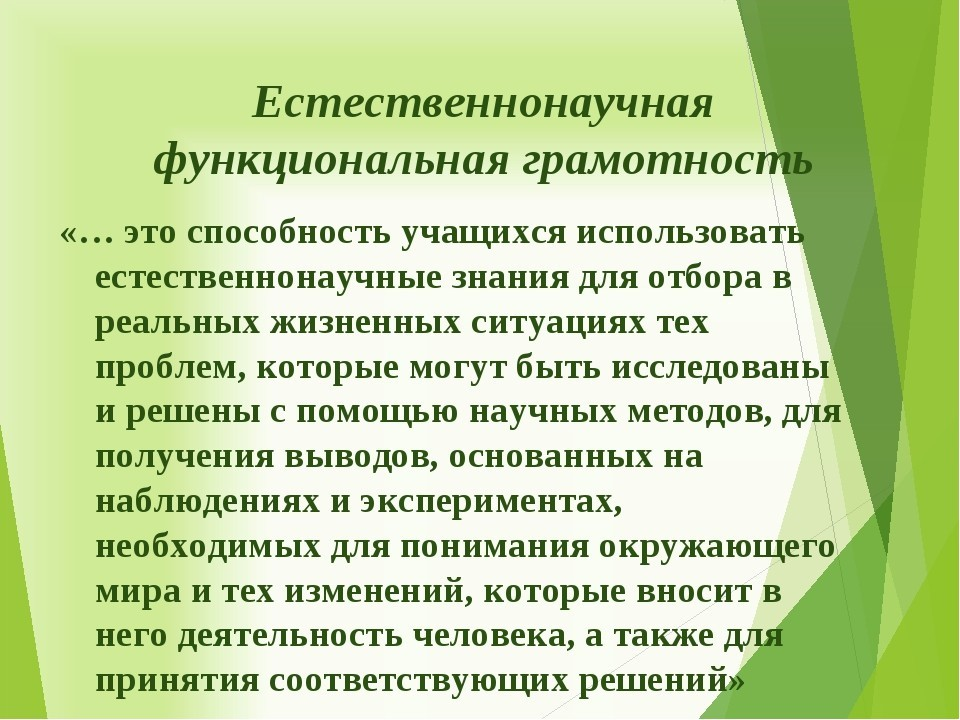 Естественнонаучная
функциональная грамотность
«… это способность учащихся использовать
естественнонаучные знания для отбора в
реальных жизненных ситуациях тех
проблем, которые могут быть исследованы
и решены с помощью научных методов, для
получения выводов, основанных на
наблюдениях и экспериментах,
необходимых для понимания окружающего
мира и тех изменений, которые вносит в
него деятельность человека, а также для
принятия соответствующих решений»